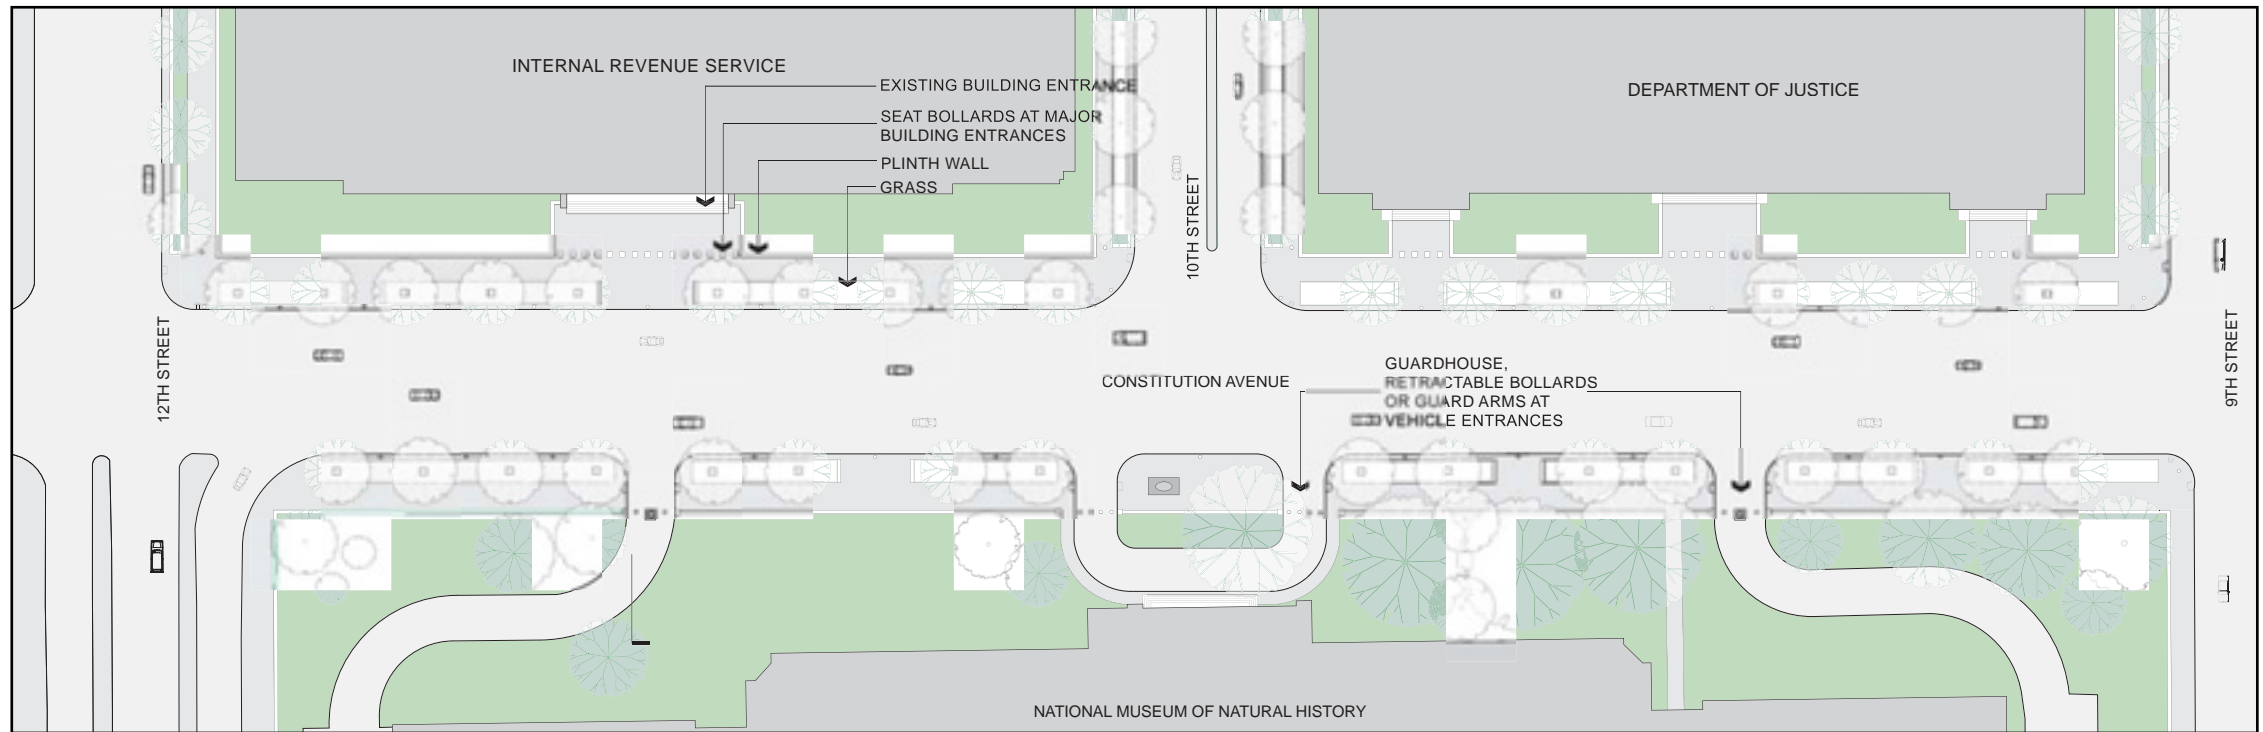 INTERNAL REVENUE SERVICE
EXISTING BUILDING ENTRANCE
SEAT BOLLARDS AT MAJOR
BUILDING ENTRANCES
PLINTH WALL
GRASS
DEPARTMENT OF JUSTICE
10TH STREET
12TH STREET
9TH STREET
CONSTITUTION AVENUE
GUARDHOUSE,
RETRACTABLE BOLLARDS
OR GUARD ARMS AT
VEHICLE ENTRANCES
NATIONAL MUSEUM OF NATURAL HISTORY